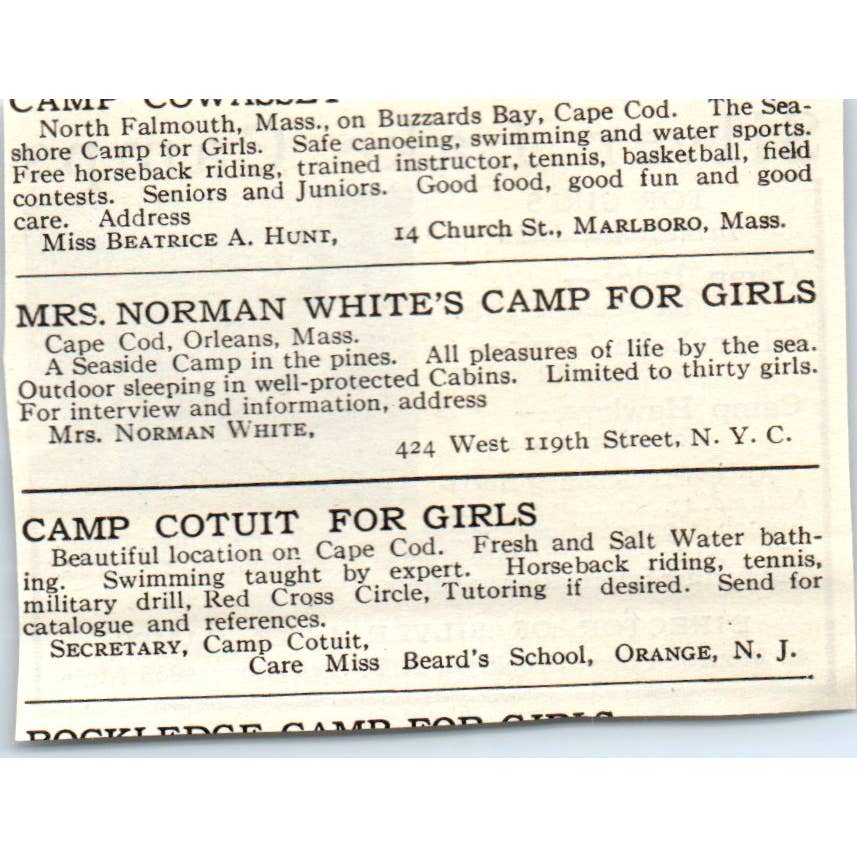 CAMP COWASSET
North Falmouth, Mass., on Buzzards Bay, Cape Cod. The Sea-
shore Camp for Girls. Safe canoeing, swimming and water sports.
Free horseback riding, trained instructor, tennis, basketball, field
contests. Seniors and Juniors. Good food, good fun and good
care. Address
Miss BEATRICE A. HUNT, 14 Church St., MARLBORO, Mass.
MRS. NORMAN WHITE'S CAMP FOR GIRLS
Cape Cod, Orleans, Mass.
A Seaside Camp in the pines. All pleasures of life by the sea.
Outdoor sleeping in well-protected Cabins. Limited to thirty girls.
For interview and information, address
Mrs. NORMAN WHITE,
424 West 119th Street, N. Y. C.
CAMP COTUIT FOR GIRLS
Beautiful location on Cape Cod. Fresh and Salt Water bath-
ing. Swimming taught by expert. Horseback riding, tennis,
military drill, Red Cross Circle, Tutoring if desired. Send for
catalogue and references.
SECRETARY, Camp Cotuit,
Care Miss Beard's School, ORANGE, N. J.
ROCKLEDGE CAMP FOR GIRLS